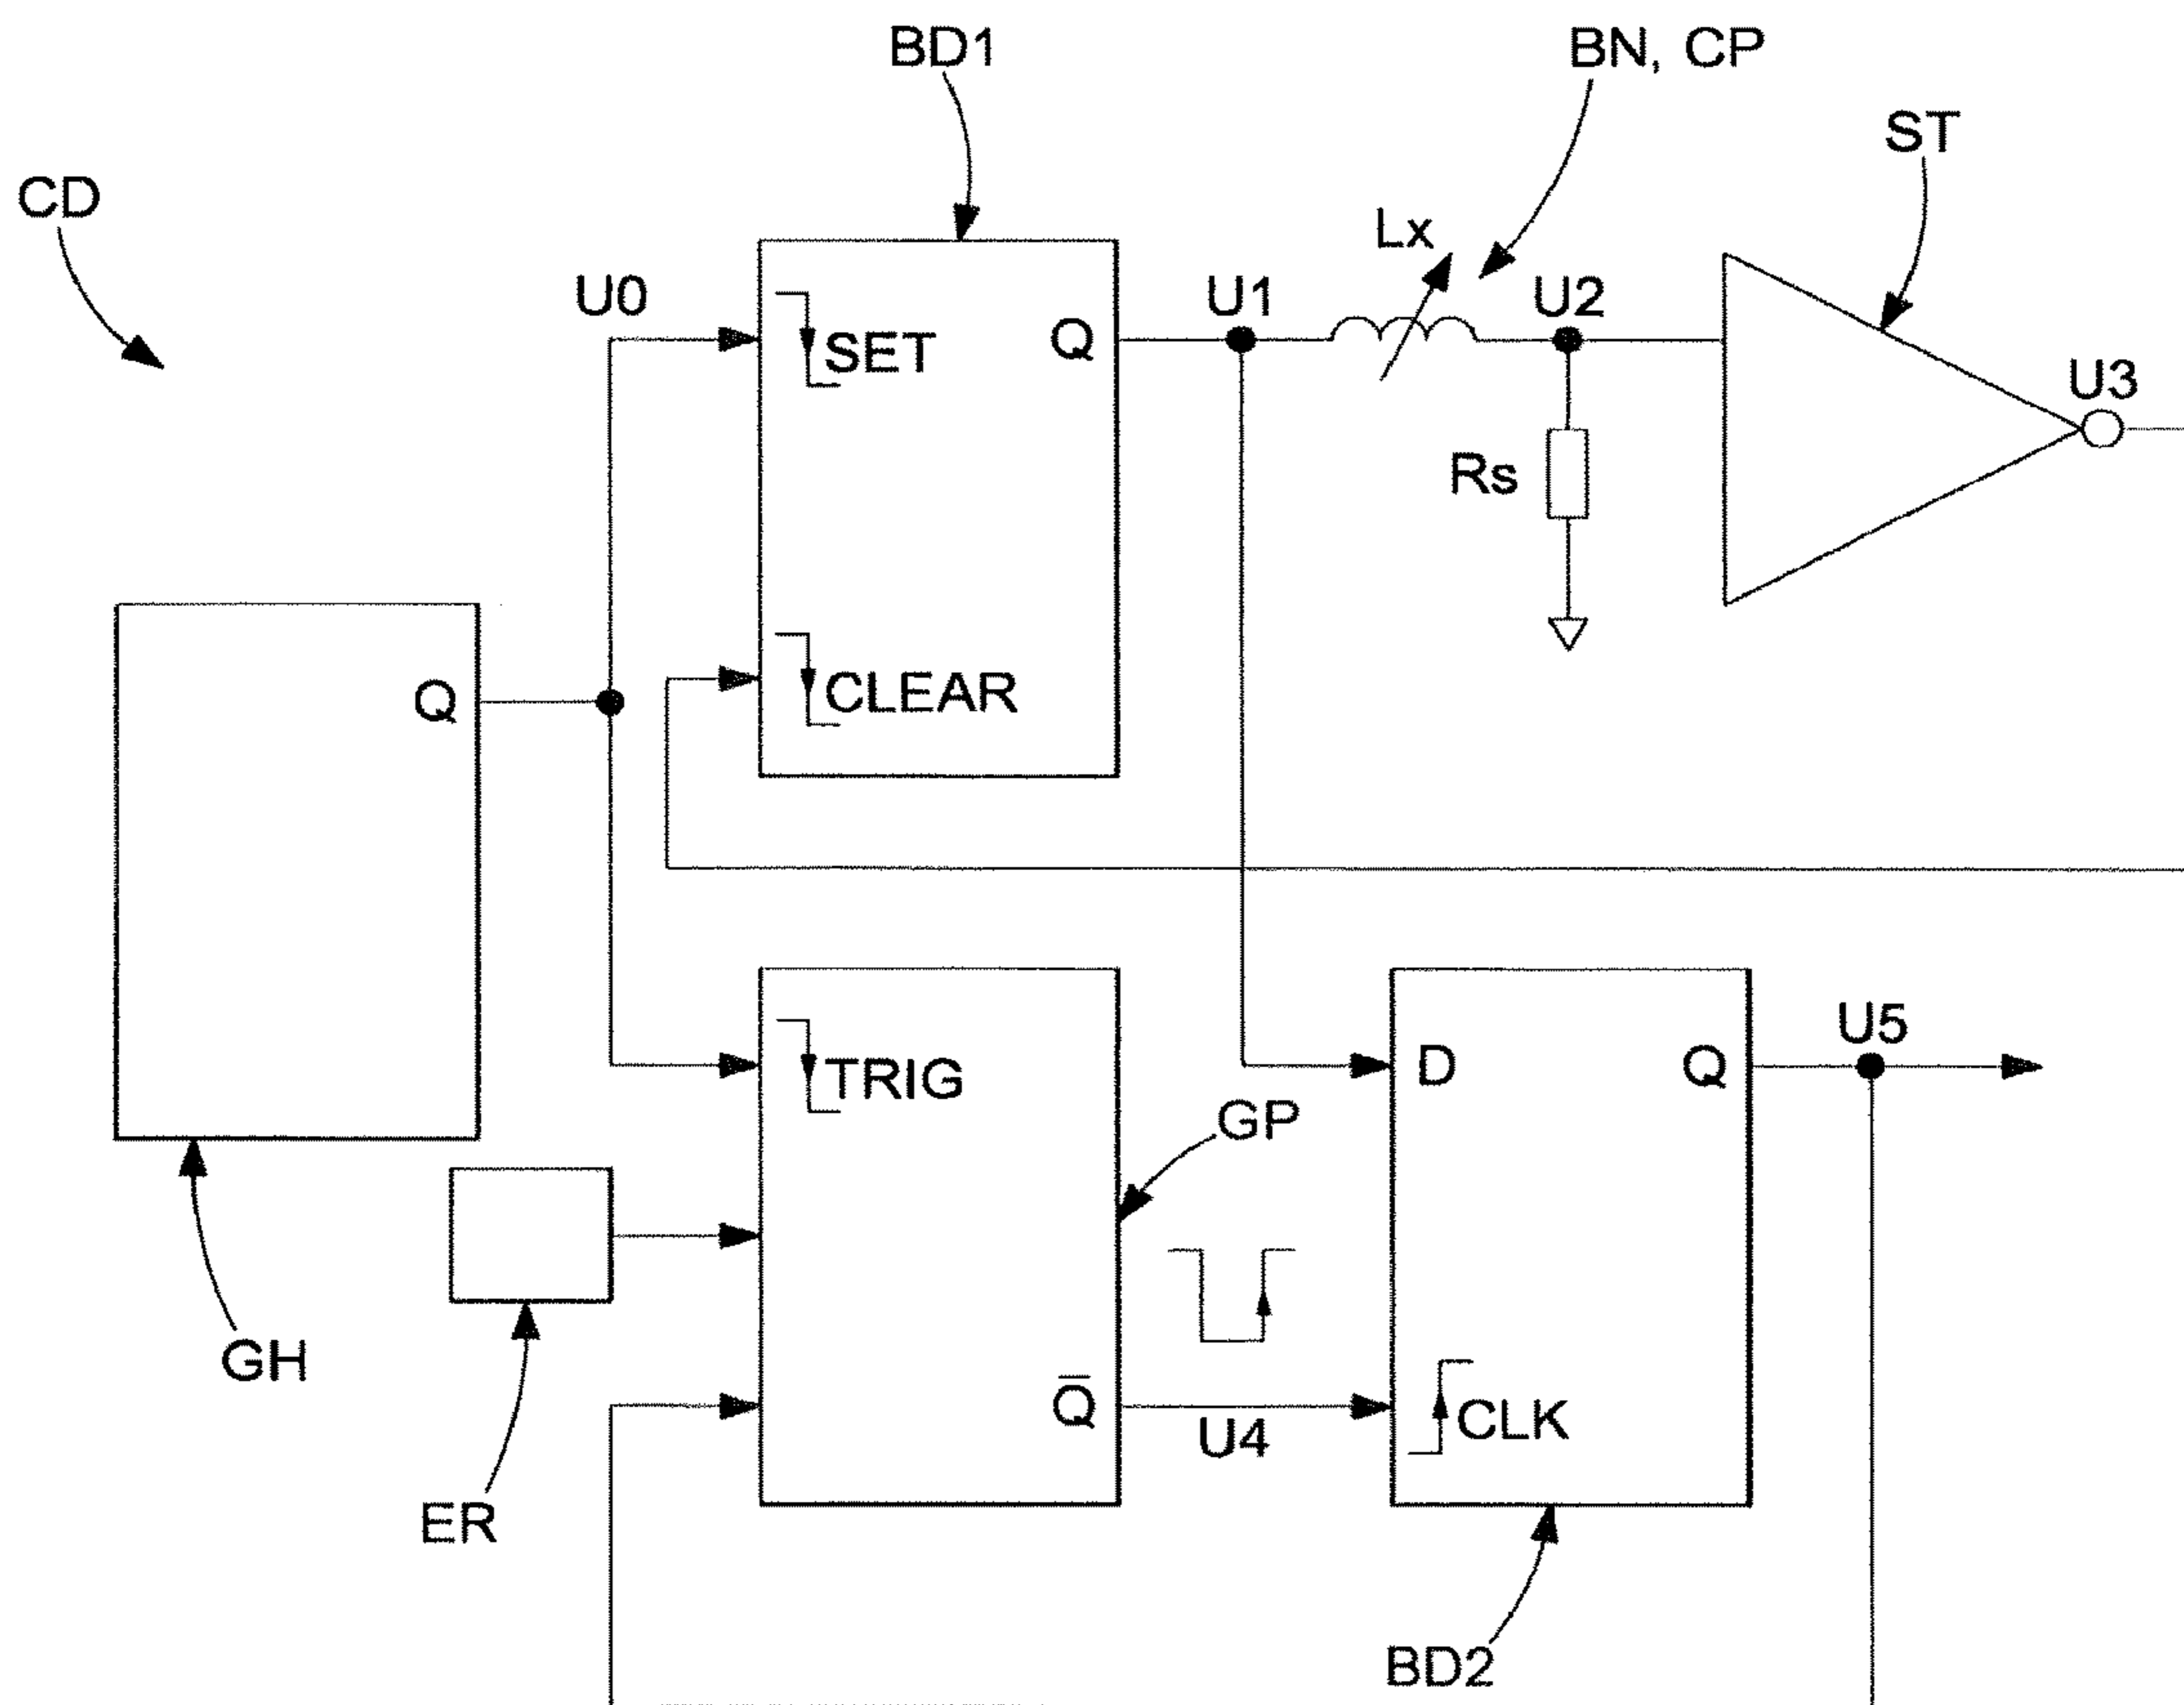 BD1
BN, CP
ST
CD
Lx
U0
U1
U2
SET
Q
U3
Rs
CLEAR
Q
TRIG
D
Q
U5
GP
GH
Q̅
CLK
U4
ER
BD2